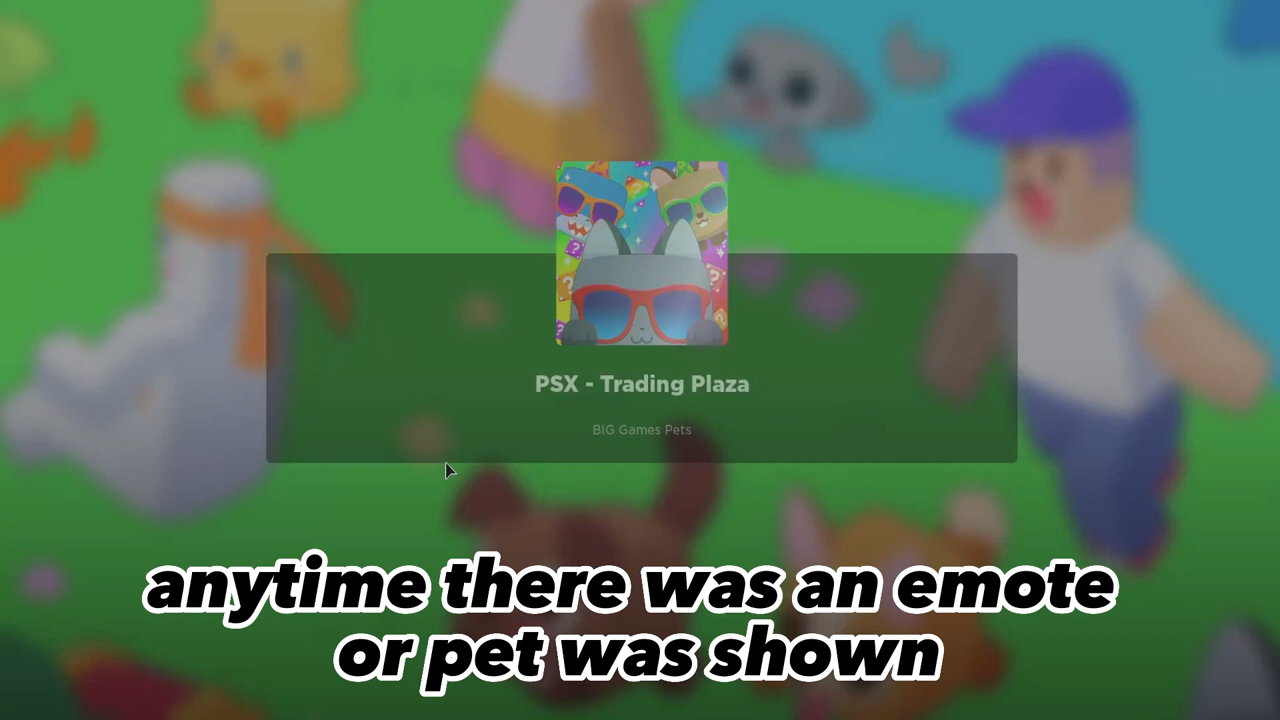 PSX - Trading Plaza
BIG Games Pets
anytime there was an emote
or pet was shown